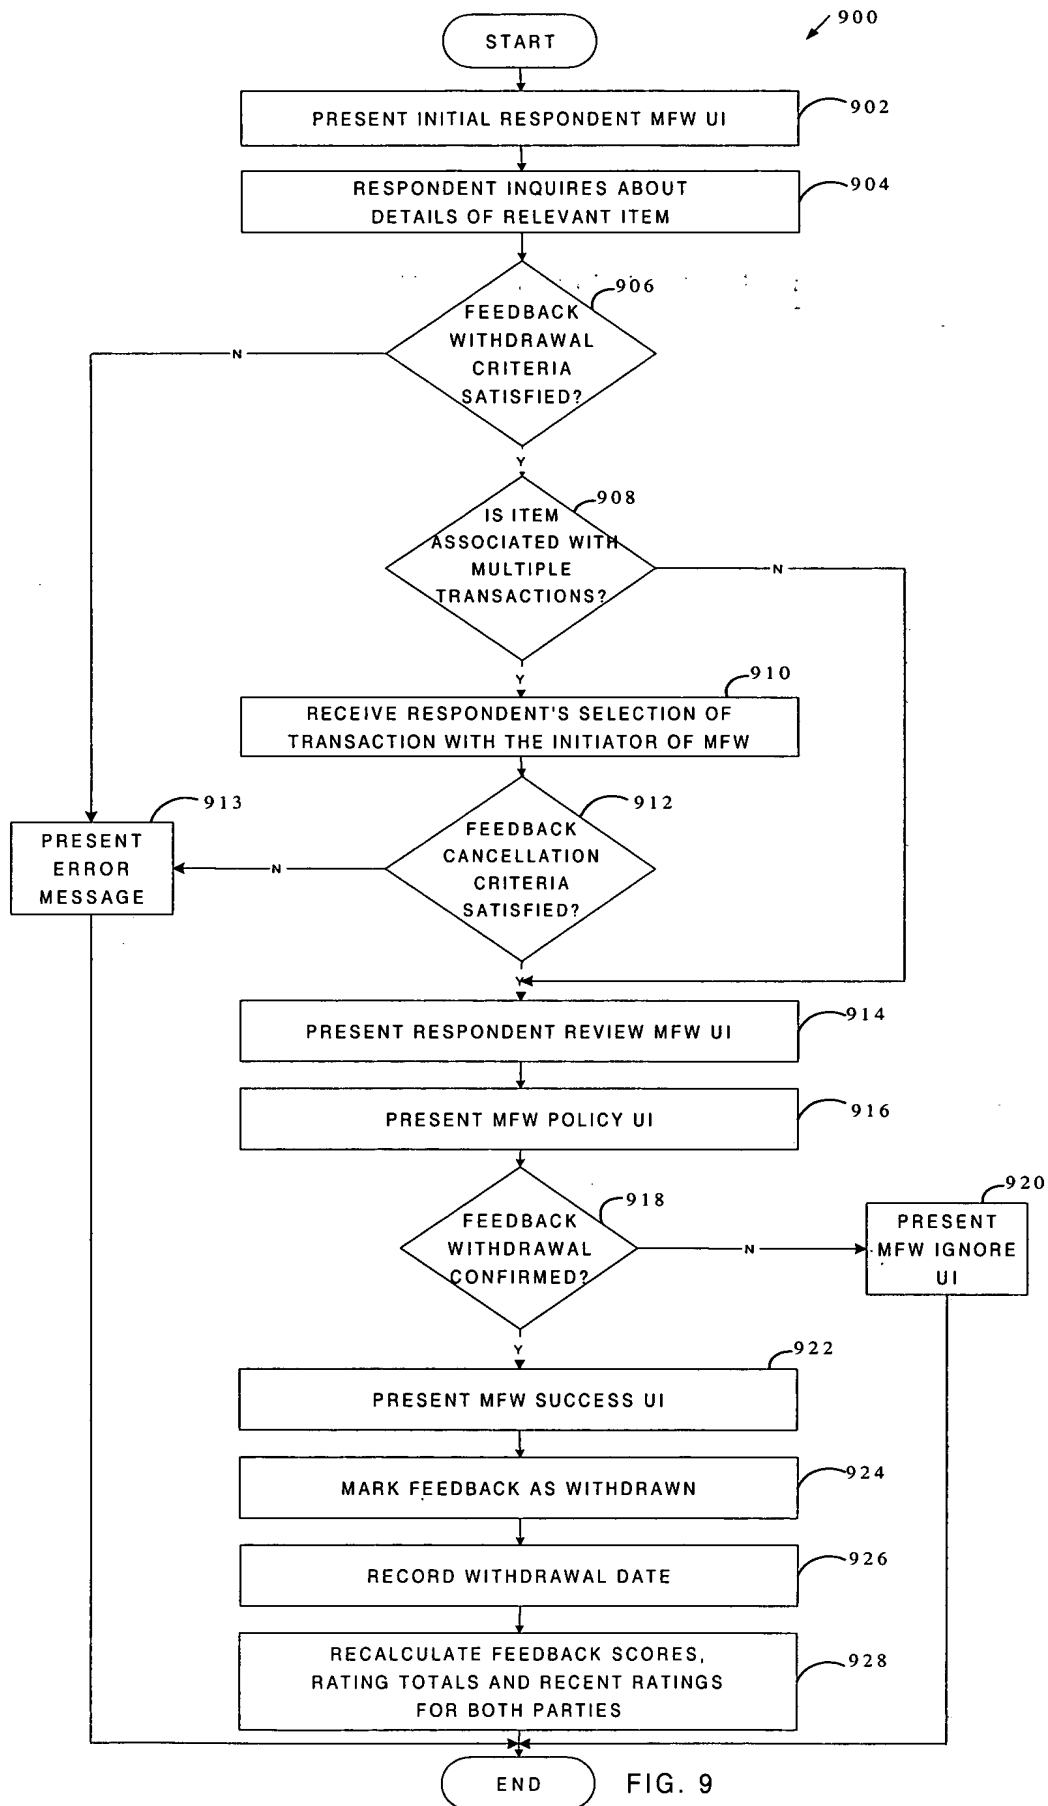 900
START
PRESENT INITIAL RESPONDENT MFW UI
902
RESPONDENT INQUIRES ABOUT
DETAILS OF RELEVANT ITEM
904
906
FEEDBACK
WITHDRAWAL
CRITERIA
SATISFIED?
N
Y
908
IS ITEM
ASSOCIATED WITH
MULTIPLE
TRANSACTIONS?
N
Y
910
RECEIVE RESPONDENT'S SELECTION OF
TRANSACTION WITH THE INITIATOR OF MFW
912
FEEDBACK
CANCELLATION
CRITERIA
SATISFIED?
N
913
PRESENT
ERROR
MESSAGE
Y
PRESENT RESPONDENT REVIEW MFW UI
914
PRESENT MFW POLICY UI
916
918
FEEDBACK
WITHDRAWAL
CONFIRMED?
N
920
PRESENT
MFW IGNORE
UI
Y
922
PRESENT MFW SUCCESS UI
MARK FEEDBACK AS WITHDRAWN
924
RECORD WITHDRAWAL DATE
926
RECALCULATE FEEDBACK SCORES,
RATING TOTALS AND RECENT RATINGS
FOR BOTH PARTIES
928
END
FIG. 9